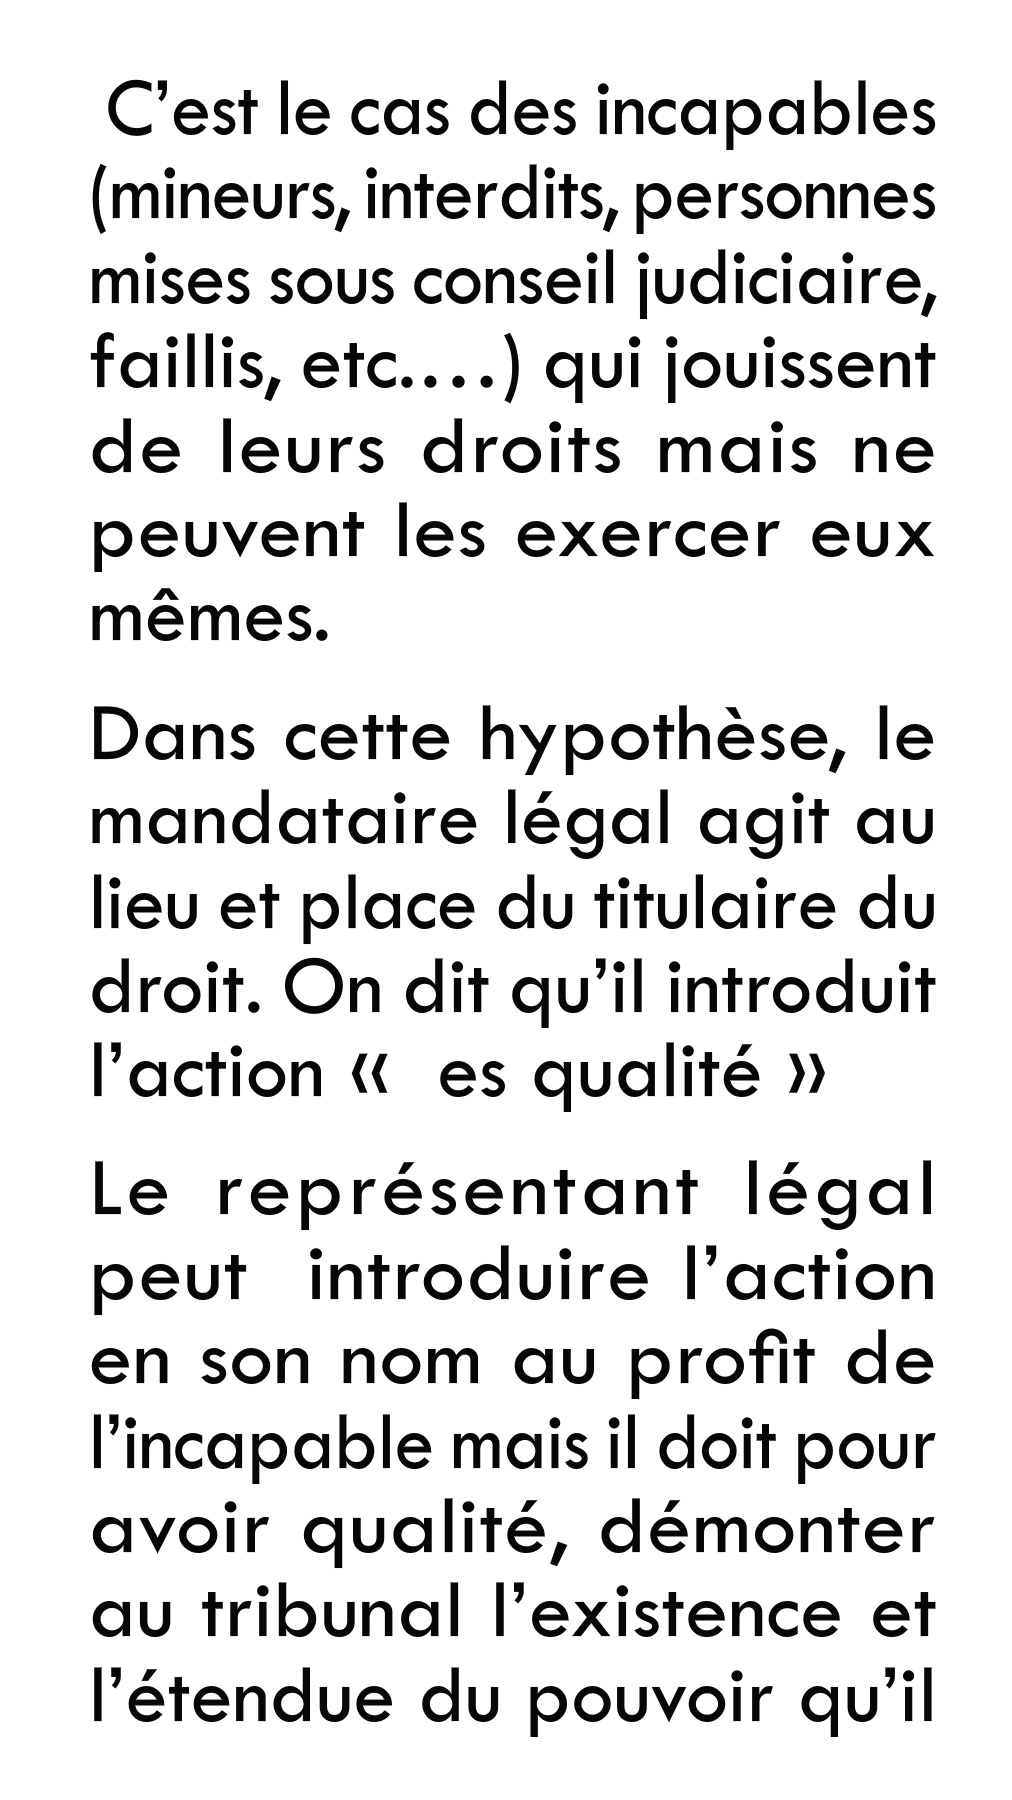 C’est le cas des incapables
(mineurs, interdits, personnes
mises sous conseil judiciaire,
faillis, etc.…) qui jouissent
de leurs droits mais ne
peuvent les exercer eux
mêmes.
Dans cette hypothèse, le
mandataire légal agit au
lieu et place du titulaire du
droit. On dit qu’il introduit
l’action «  es qualité »
Le représentant légal
peut  introduire l’action
en son nom au profit de
l’incapable mais il doit pour
avoir qualité, démonter
au tribunal l’existence et
l’étendue du pouvoir qu’il